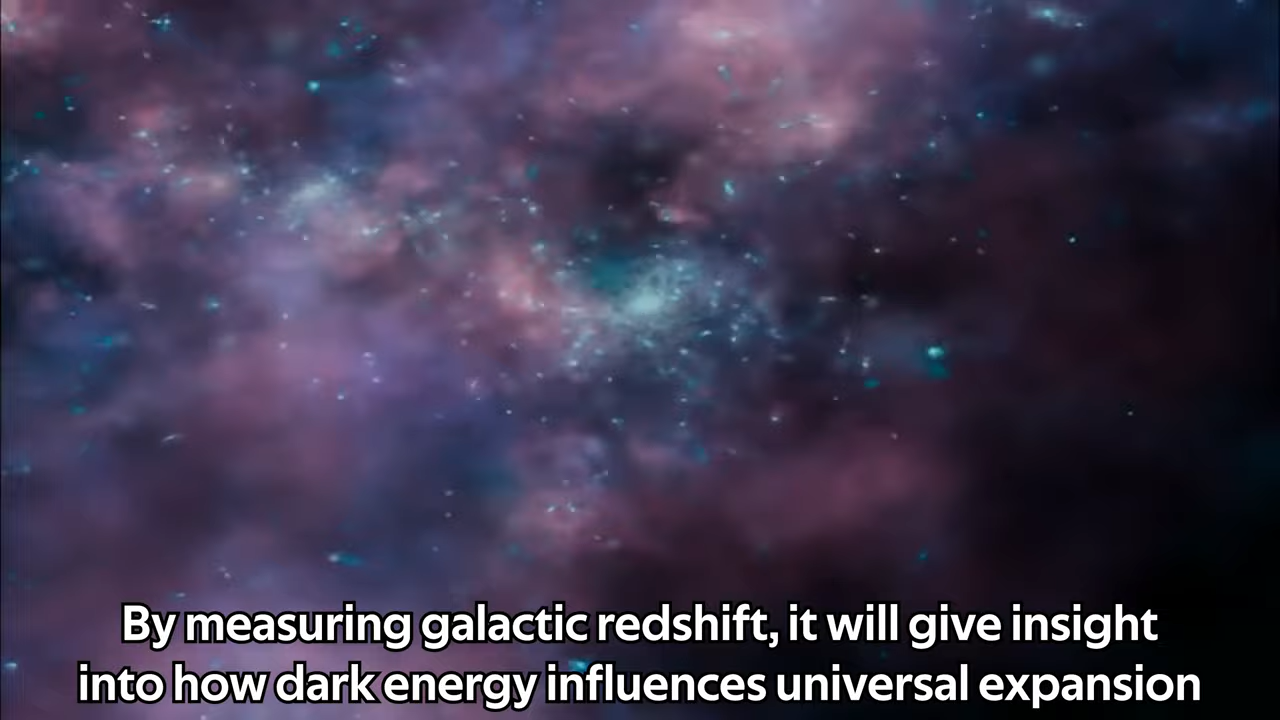 By measuring galactic redshift, it will give insight
into how dark energy influences universal expansion